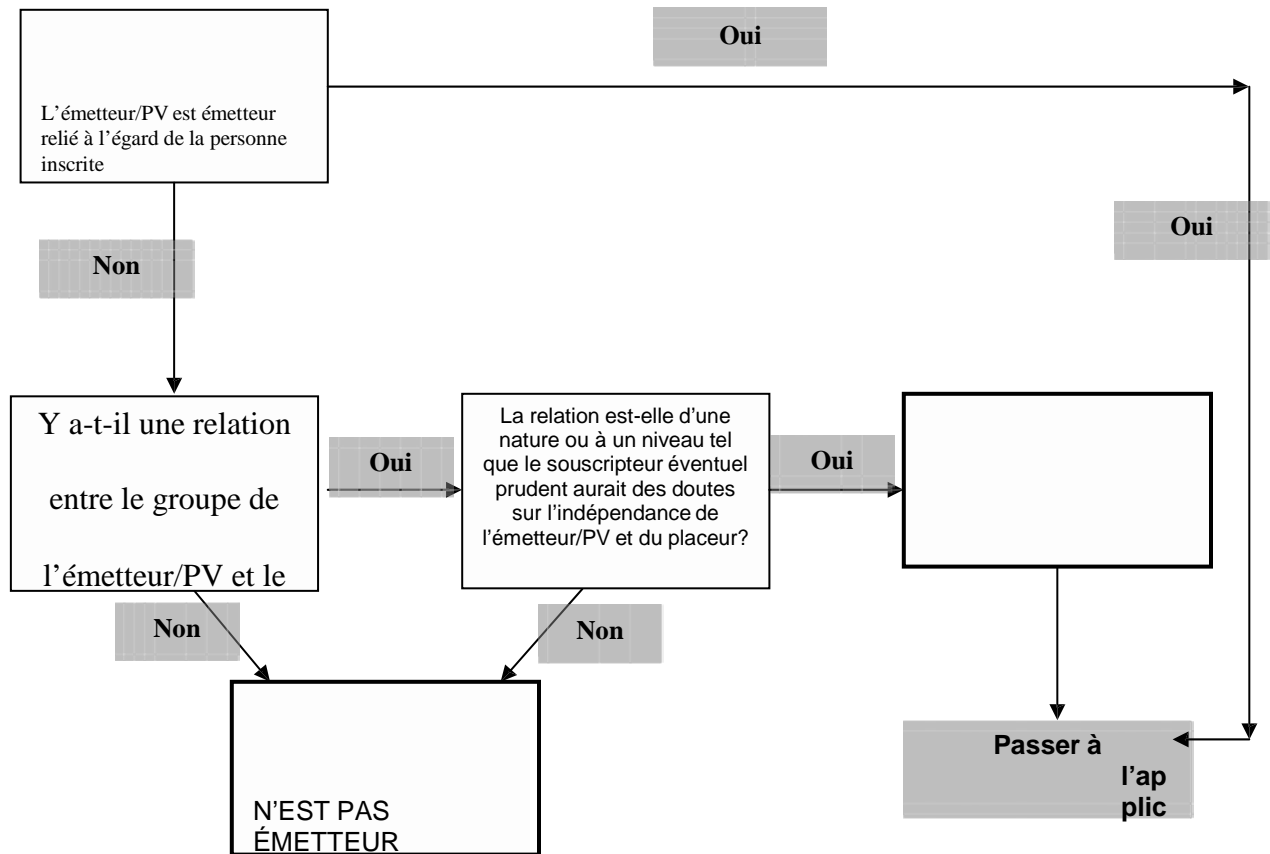 Oui
L'émetteur/PV est émetteur
relié à l'égard de la personne
inscrite
Oui
Non
Y a-t-il une relation
entre le groupe de
l'émetteur/PV et le
Oui
La relation est-elle d'une
nature ou à un niveau tel
que le souscripteur éventuel
prudent aurait des doutes
sur l'indépendance de
l'émetteur/PV et du placeur?
Oui
Non
Non
Passer à
l'ap
plic
N'EST PAS
ÉMETTEUR